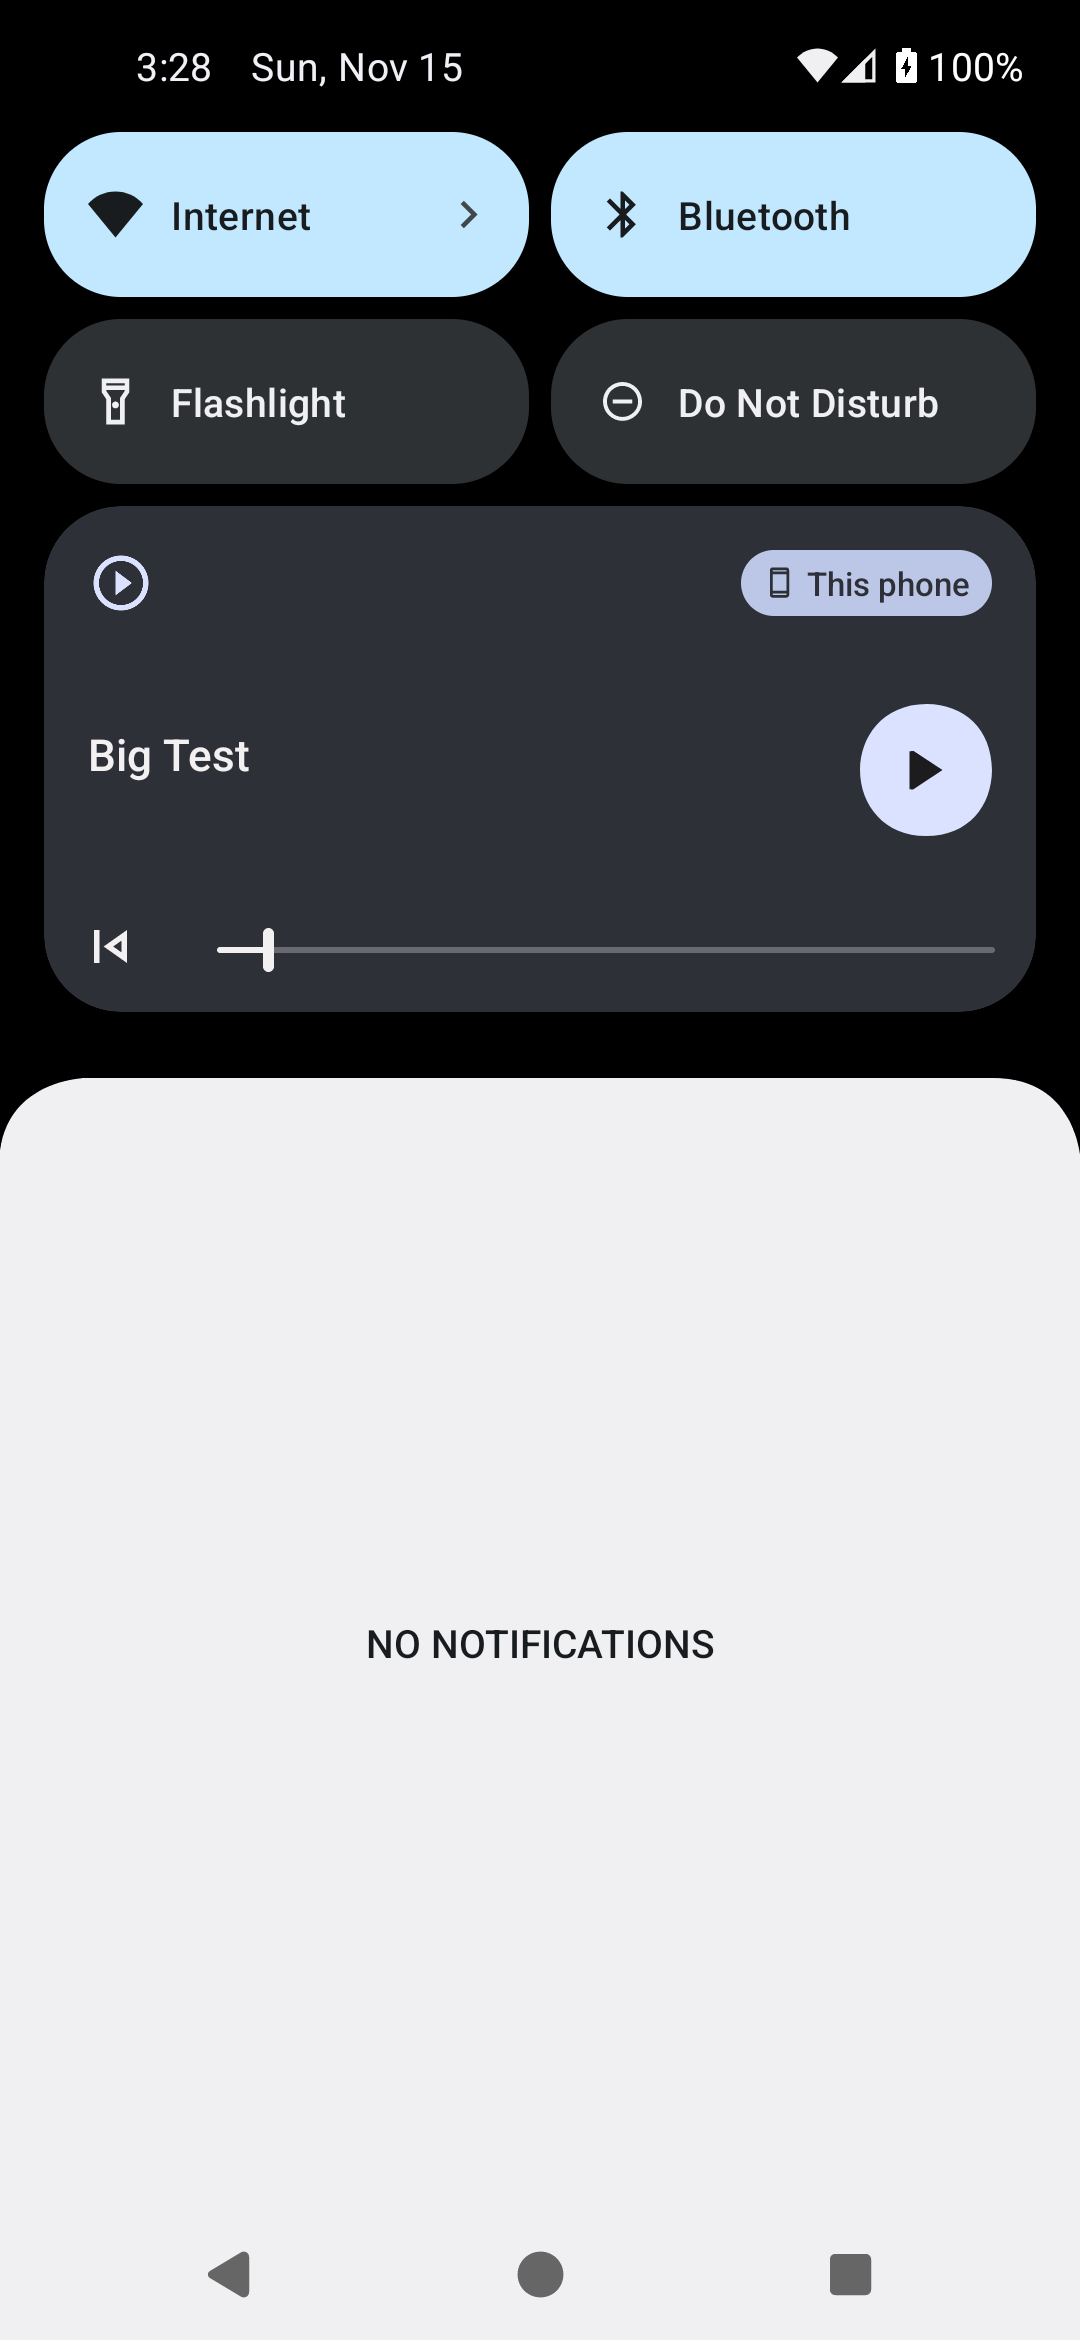 3:28 Sun, Nov 15 100%
Internet Bluetooth
Flashlight Do Not Disturb
This phone
Big Test
NO NOTIFICATIONS